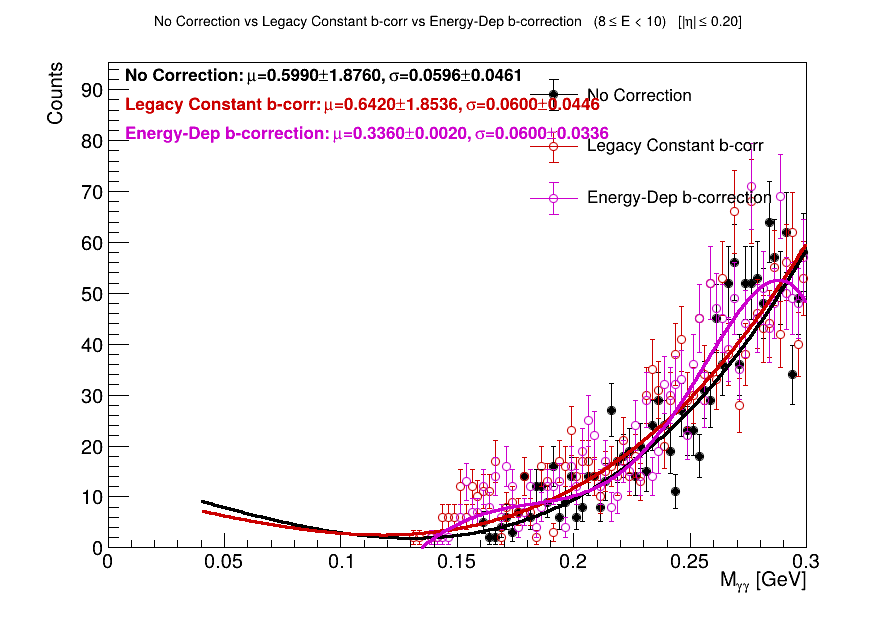 No Correction vs Legacy Constant b-corr vs Energy-Dep b-correction (8 ≤ E < 10) [|η| ≤ 0.20]
Counts
No Correction: μ=0.5990±1.8760, σ=0.0596±0.0461
Legacy Constant b-corr: μ=0.6420±1.8536, σ=0.0600±0.0446
Energy-Dep b-correction: μ=0.3360±0.0020, σ=0.0600±0.0336
No Correction
Legacy Constant b-corr
Energy-Dep b-correction
90
80
70
60
50
40
30
20
10
0
0 0.05 0.1 0.15 0.2 0.25 0.3
Mγγ [GeV]